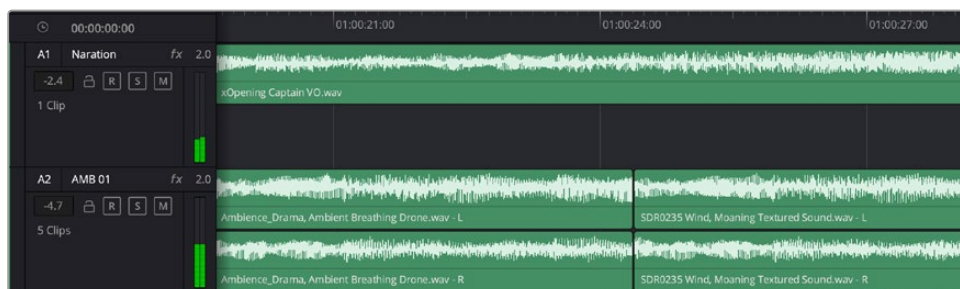 00:00:00:00 01:00:21:00 01:00:24:00 01:00:27:00
A1 Naration fx 2.0
-2.4 R S M
1 Clip
xOpening Captain VO.wav
A2 AMB 01 fx 2.0
-4.7 R S M
5 Clips
Ambience_Drama, Ambient Breathing Drone.wav - L SDR0235 Wind, Moaning Textured Sound.wav - L
Ambience_Drama, Ambient Breathing Drone.wav - R SDR0235 Wind, Moaning Textured Sound.wav - R